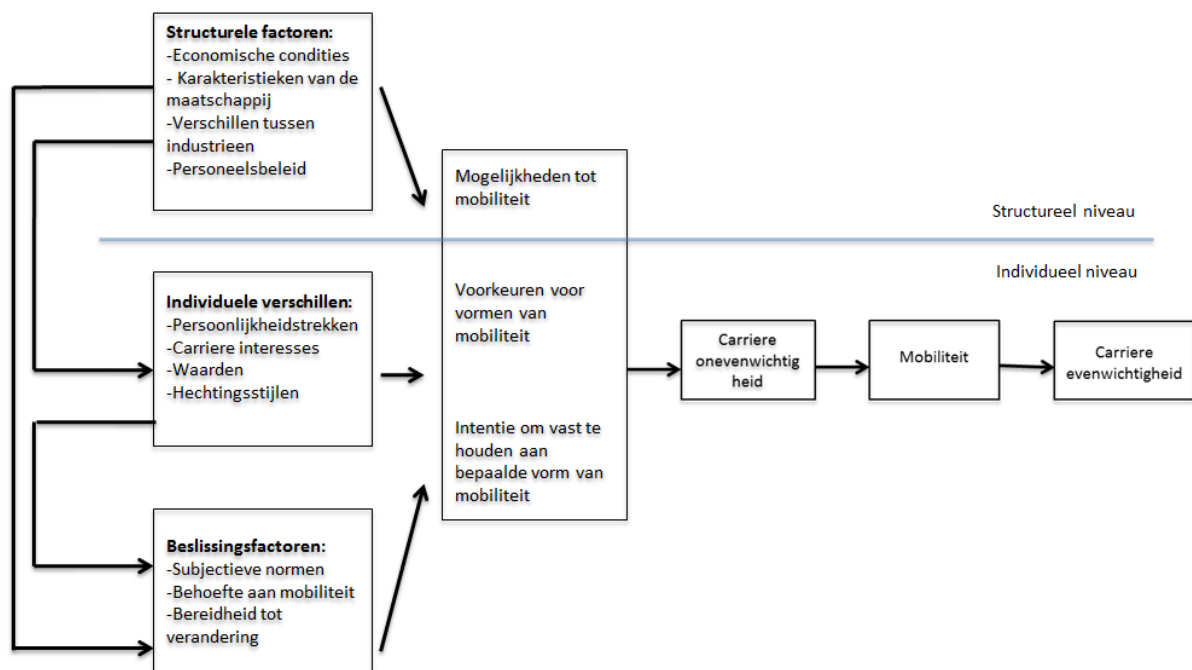 Structurele factoren:
-Economische condities
- Karakteristieken van de
maatschappij
-Verschillen tussen
industrieen
-Personeelsbeleid
Mogelijkheden tot
mobiliteit
Structureel niveau
Individueel niveau
Individuele verschillen:
-Persoonlijkheidstrekken
-Carriere interesses
-Waarden
-Hechtingsstijlen
Voorkeuren voor
vormen van
mobiliteit
Intentie om vast te
houden aan
bepaalde vorm van
mobiliteit
Carriere
onevenwichtig
heid
Mobiliteit
Carriere
evenwichtigheid
Beslissingsfactoren:
-Subjectieve normen
-Behoefte aan mobiliteit
-Bereidheid tot
verandering